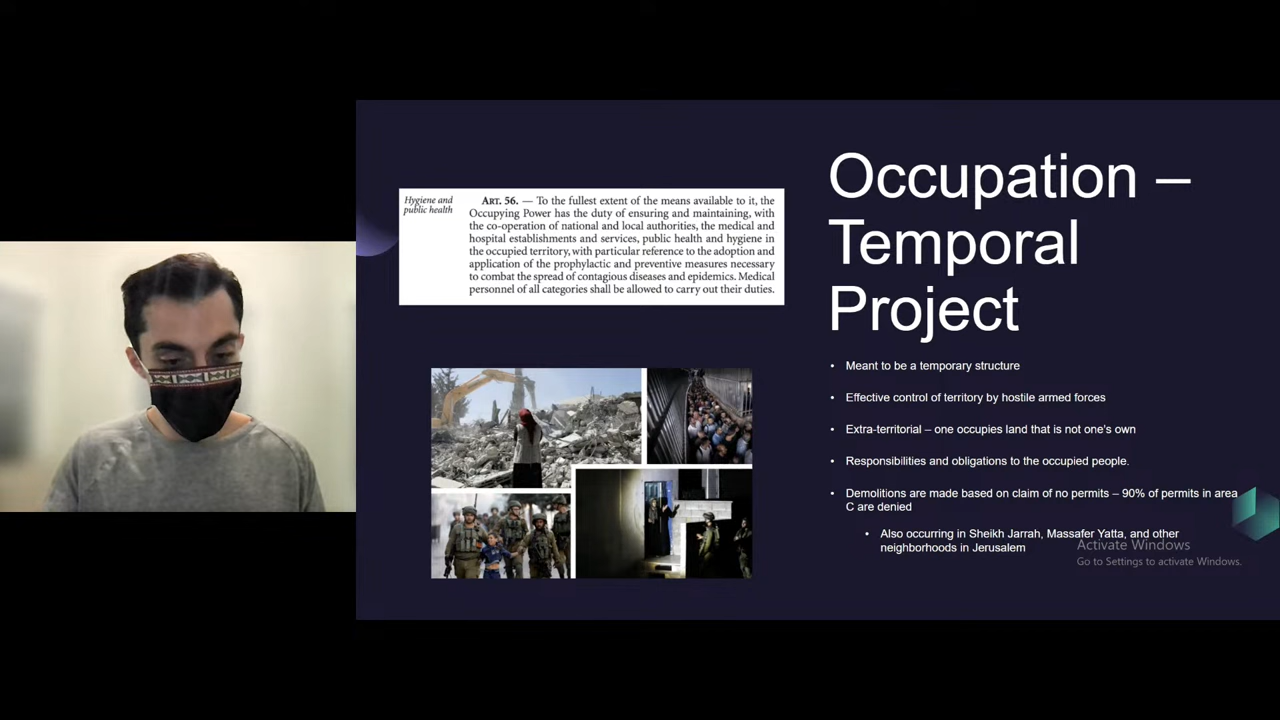 Hygiene and
public health
ART. 56. — To the fullest extent of the means available to it, the
Occupying Power has the duty of ensuring and maintaining, with
the co-operation of national and local authorities, the medical and
hospital establishments and services, public health and hygiene in
the occupied territory, with particular reference to the adoption and
application of the prophylactic and preventive measures necessary
to combat the spread of contagious diseases and epidemics. Medical
personnel of all categories shall be allowed to carry out their duties.
Occupation –
Temporal
Project
• Meant to be a temporary structure
• Effective control of territory by hostile armed forces
• Extra-territorial – one occupies land that is not one's own
• Responsibilities and obligations to the occupied people.
• Demolitions are made based on claim of no permits – 90% of permits in area
C are denied
• Also occurring in Sheikh Jarrah, Massafer Yatta, and other
neighborhoods in Jerusalem
Activate Windows
Go to Settings to activate Windows.